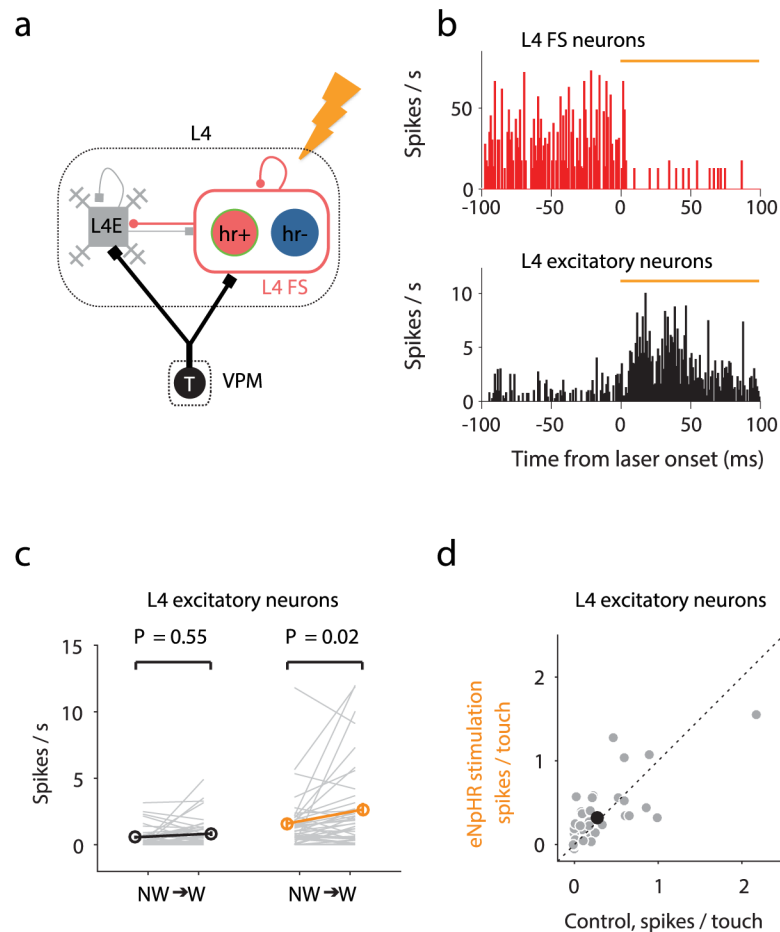 a
L4
L4E
hr+
hr-
L4 FS
T
VPM
b
L4 FS neurons
Spikes / s
50
0
-100
-50
0
50
100
L4 excitatory neurons
Spikes / s
10
5
0
-100
-50
0
50
100
Time from laser onset (ms)
c
L4 excitatory neurons
P = 0.55
P = 0.02
Spikes / s
15
10
5
0
NW➔W
NW➔W
d
L4 excitatory neurons
eNpHR stimulation
spikes / touch
2
1
0
0
1
2
Control, spikes / touch